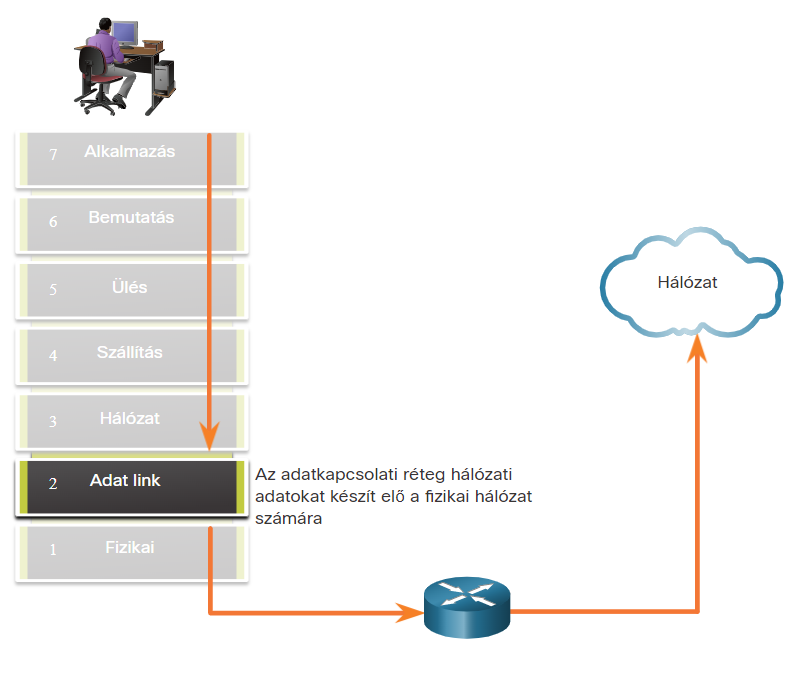 7 Alkalmazás
6 Bemutatás
5 Ülés
4 Szállítás
3 Hálózat
2 Adat link
1 Fizikai
Az adatkapcsolati réteg hálózati
adatokat készít elő a fizikai hálózat
számára
Hálózat